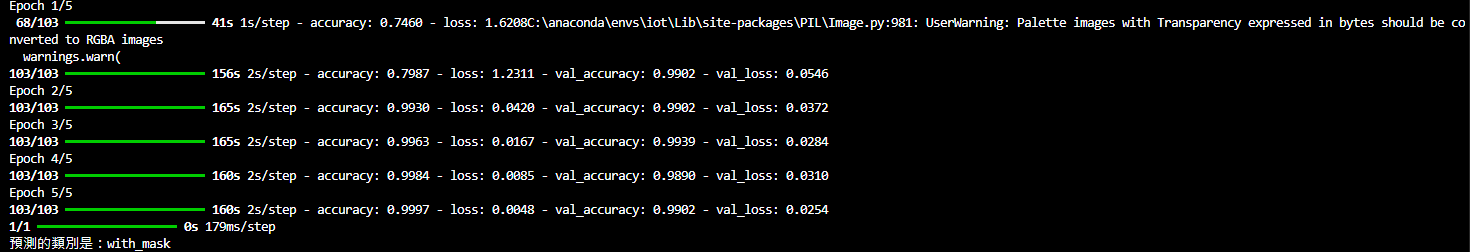 Epoch 1/5
68/103 41s 1s/step - accuracy: 0.7460 - loss: 1.6208C:\anaconda\envs\iot\Lib\site-packages\PIL\Image.py:981: UserWarning: Palette images with Transparency expressed in bytes should be co
nverted to RGBA images
warnings.warn(
103/103 156s 2s/step - accuracy: 0.7987 - loss: 1.2311 - val_accuracy: 0.9902 - val_loss: 0.0546
Epoch 2/5
103/103 165s 2s/step - accuracy: 0.9930 - loss: 0.0420 - val_accuracy: 0.9902 - val_loss: 0.0372
Epoch 3/5
103/103 165s 2s/step - accuracy: 0.9963 - loss: 0.0167 - val_accuracy: 0.9939 - val_loss: 0.0284
Epoch 4/5
103/103 160s 2s/step - accuracy: 0.9984 - loss: 0.0085 - val_accuracy: 0.9890 - val_loss: 0.0310
Epoch 5/5
103/103 160s 2s/step - accuracy: 0.9997 - loss: 0.0048 - val_accuracy: 0.9902 - val_loss: 0.0254
1/1 0s 179ms/step
預測的類別是：with_mask